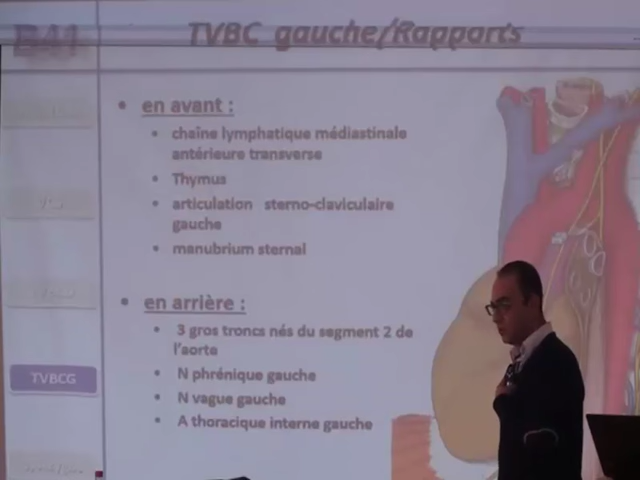 TVBC gauche/Rapports
• en avant :
• chaîne lymphatique médiastinale
antérieure transverse
• Thymus
• articulation sterno-claviculaire
gauche
• manubrium sternal
• en arrière :
• 3 gros troncs nés du segment 2 de
l'aorte
• N phrénique gauche
• N vague gauche
• A thoracique interne gauche
TVBCG